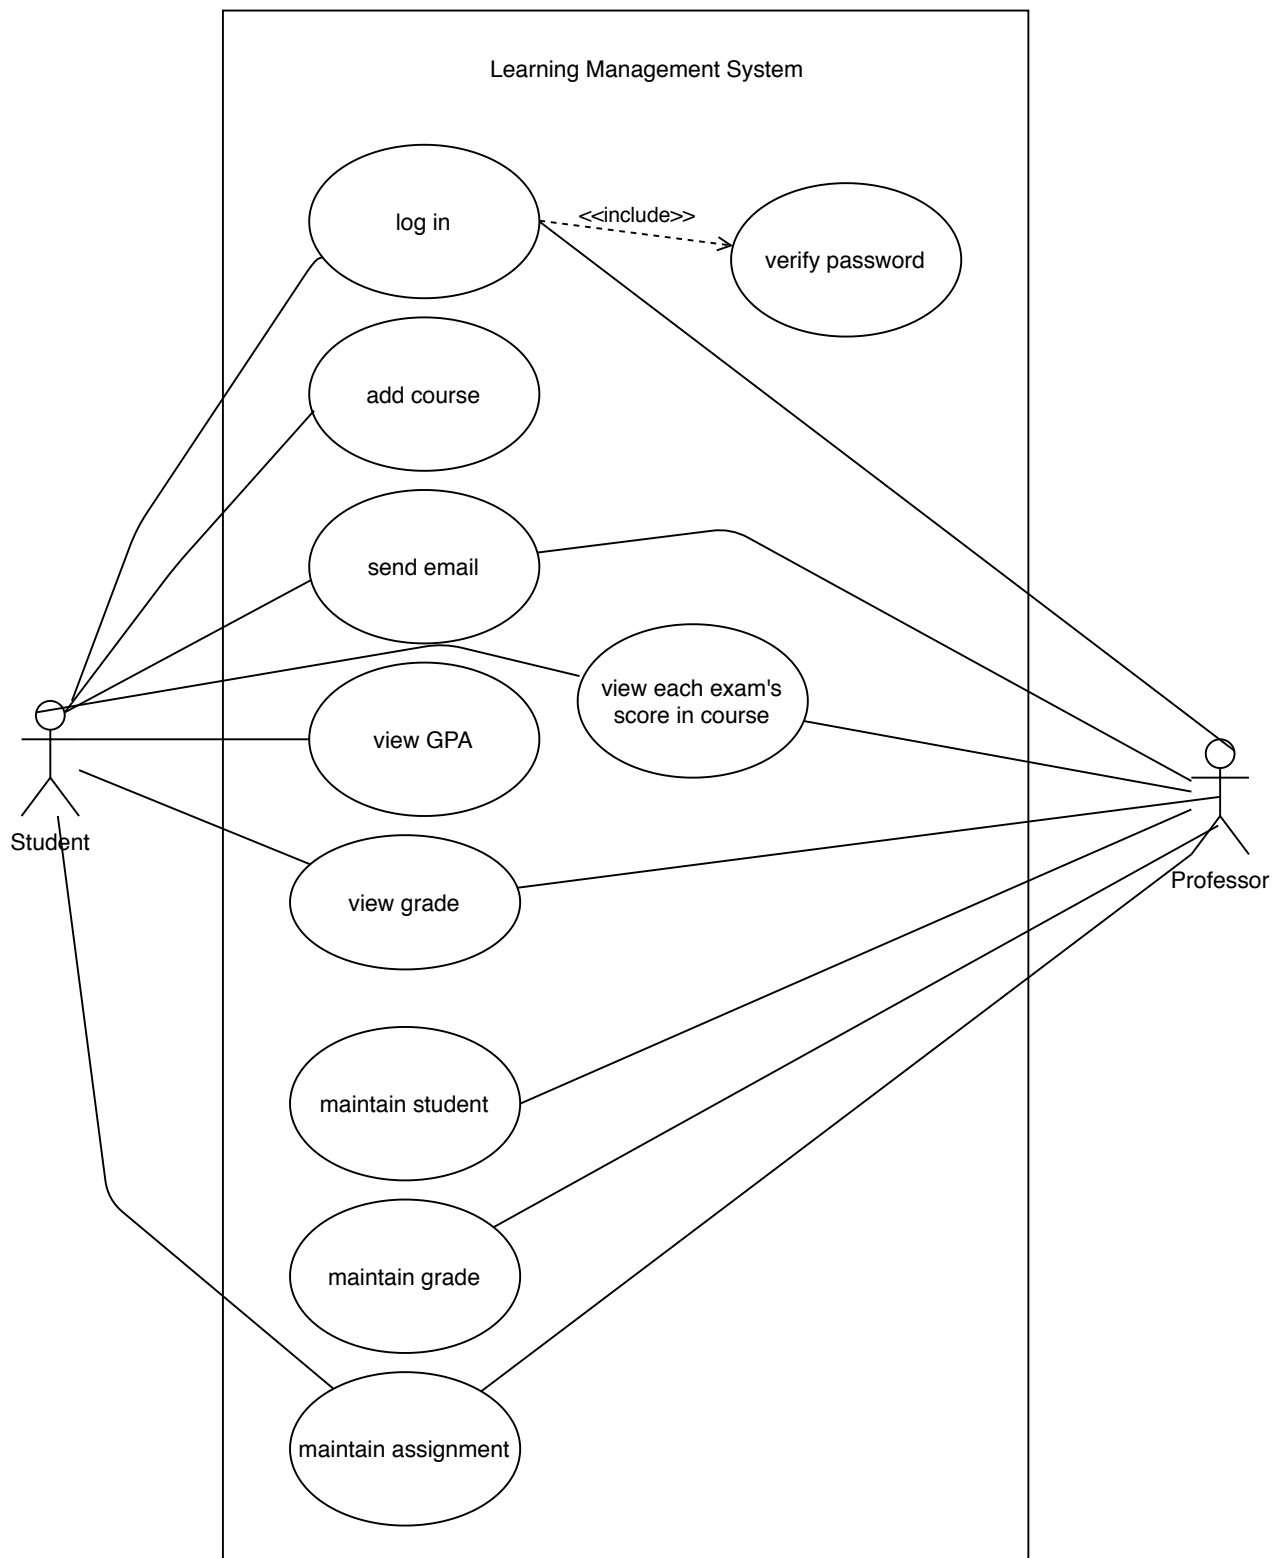 Learning Management System
log in
<<include>>
verify password
add course
send email
view each exam's
score in course
view GPA
Student
view grade
Professor
maintain student
maintain grade
maintain assignment